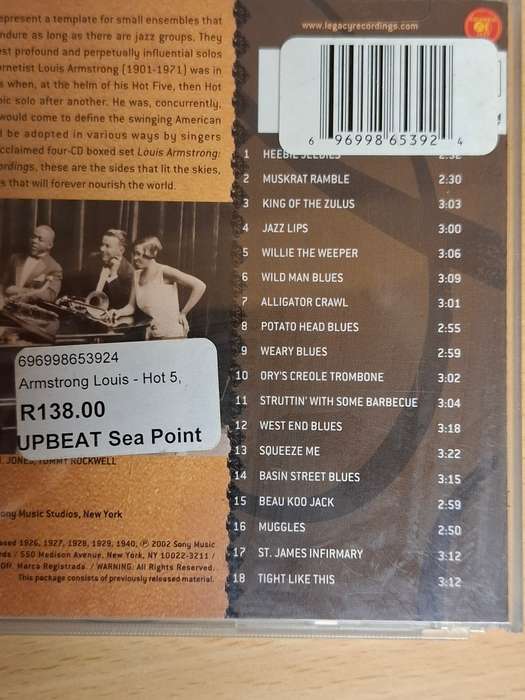 epresent a template for small ensembles that
ndure as long as there are jazz groups. They
est profound and perpetually influential solos
ornetist Louis Armstrong (1901-1971) was in
s when, at the helm of his Hot Five, then Hot
pic solo after another. He was, concurrently,
would come to define the swinging American
d be adopted in various ways by singers
cclaimed four-CD boxed set Louis Armstrong:
ordings, these are the sides that lit the skies,
s that will forever nourish the world.
www.legacyrecordings.com
6 96998 65392 4
1 HEEBIE JEEBIES 2:52
2 MUSKRAT RAMBLE 2:30
3 KING OF THE ZULUS 3:03
4 JAZZ LIPS 3:00
5 WILLIE THE WEEPER 3:06
6 WILD MAN BLUES 3:09
7 ALLIGATOR CRAWL 3:01
8 POTATO HEAD BLUES 2:55
9 WEARY BLUES 2:59
10 ORY'S CREOLE TROMBONE 3:02
11 STRUTTIN' WITH SOME BARBECUE 3:04
12 WEST END BLUES 3:18
13 SQUEEZE ME 3:22
14 BASIN STREET BLUES 3:15
15 BEAU KOO JACK 2:59
16 MUGGLES 2:50
17 ST. JAMES INFIRMARY 3:12
18 TIGHT LIKE THIS 3:12
696998653924
Armstrong Louis - Hot 5,
R138.00
UPBEAT Sea Point
. JONES, TOMMY ROCKWELL
ony Music Studios, New York
ased 1926, 1927, 1928, 1929, 1940, ℗ 2002 Sony Music
rds / 550 Madison Avenue, New York, NY 10022-3211 /
Off. Marca Registrada. / WARNING: All Rights Reserved.
This package consists of previously released material.